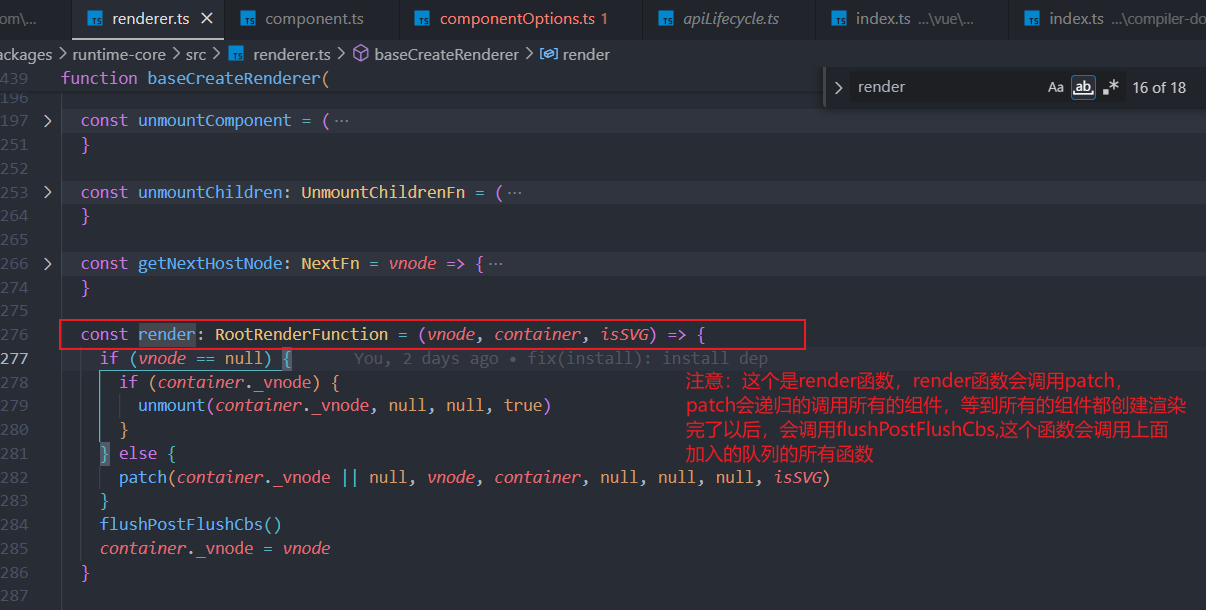 om\...
TS renderer.ts ×
TS component.ts
TS componentOptions.ts 1
TS apiLifecycle.ts
TS index.ts ...\vue\...
TS index.ts ...\compiler-do
ackages > runtime-core > src > TS renderer.ts > baseCreateRenderer > render
439 function baseCreateRenderer(
> render Aa ab .* 16 of 18
196
197 > const unmountComponent = ( ...
251 }
252
253 > const unmountChildren: UnmountChildrenFn = ( ...
264 }
265
266 > const getNextHostNode: NextFn = vnode => { ...
274 }
275
276 const render: RootRenderFunction = (vnode, container, isSVG) => {
277 if (vnode == null) { You, 2 days ago • fix(install): install dep
278 if (container._vnode) {
279 unmount(container._vnode, null, null, true)
280 }
281 } else {
282 patch(container._vnode || null, vnode, container, null, null, null, isSVG)
283 }
284 flushPostFlushCbs()
285 container._vnode = vnode
286 }
287
注意：这个是render函数，render函数会调用patch，
patch会递归的调用所有的组件，等到所有的组件都创建渲染
完了以后，会调用flushPostFlushCbs,这个函数会调用上面
加入的队列的所有函数